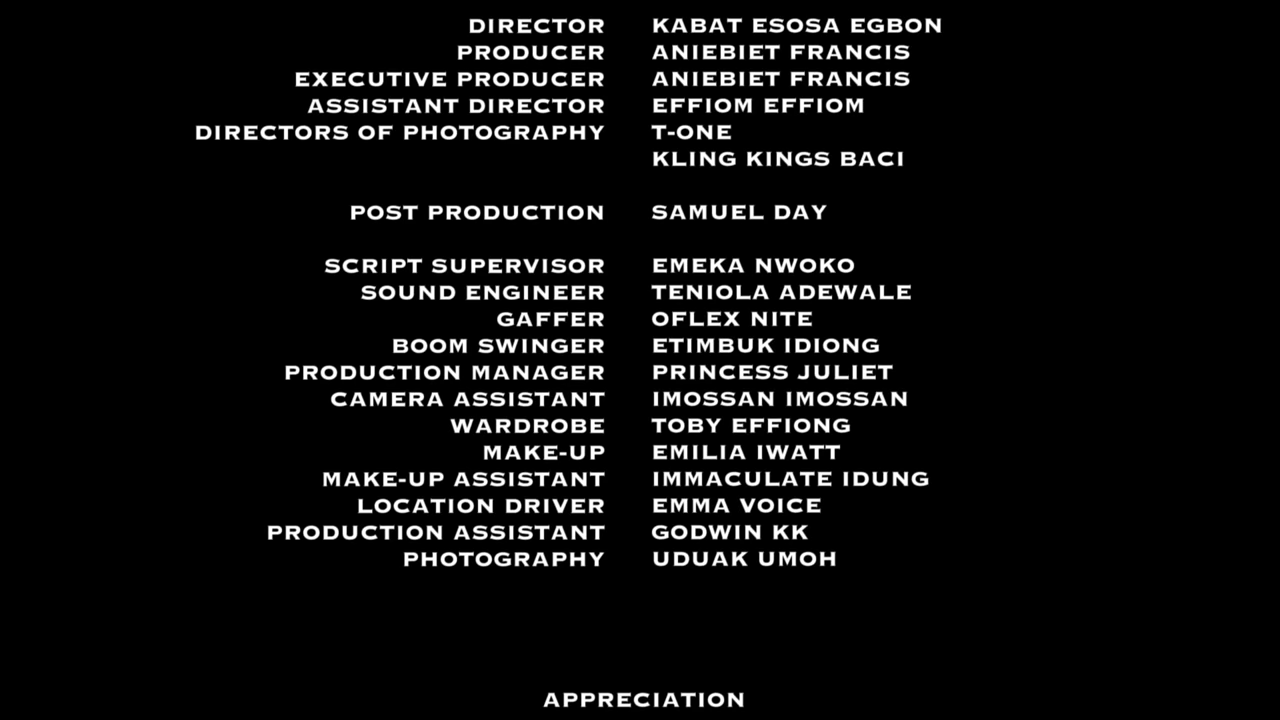 DIRECTOR KABAT ESOSA EGBON
PRODUCER ANIEBIET FRANCIS
EXECUTIVE PRODUCER ANIEBIET FRANCIS
ASSISTANT DIRECTOR EFFIOM EFFIOM
DIRECTORS OF PHOTOGRAPHY T-ONE
KLING KINGS BACI
POST PRODUCTION SAMUEL DAY
SCRIPT SUPERVISOR EMEKA NWOKO
SOUND ENGINEER TENIOLA ADEWALE
GAFFER OFLEX NITE
BOOM SWINGER ETIMBUK IDIONG
PRODUCTION MANAGER PRINCESS JULIET
CAMERA ASSISTANT IMOSSAN IMOSSAN
WARDROBE TOBY EFFIONG
MAKE-UP EMILIA IWATT
MAKE-UP ASSISTANT IMMACULATE IDUNG
LOCATION DRIVER EMMA VOICE
PRODUCTION ASSISTANT GODWIN KK
PHOTOGRAPHY UDUAK UMOH
APPRECIATION